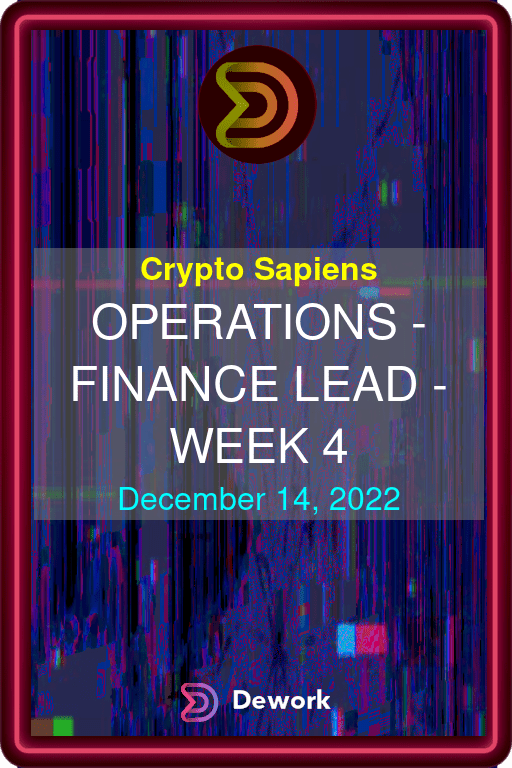 Crypto Sapiens
OPERATIONS -
FINANCE LEAD -
WEEK 4
December 14, 2022
Dework